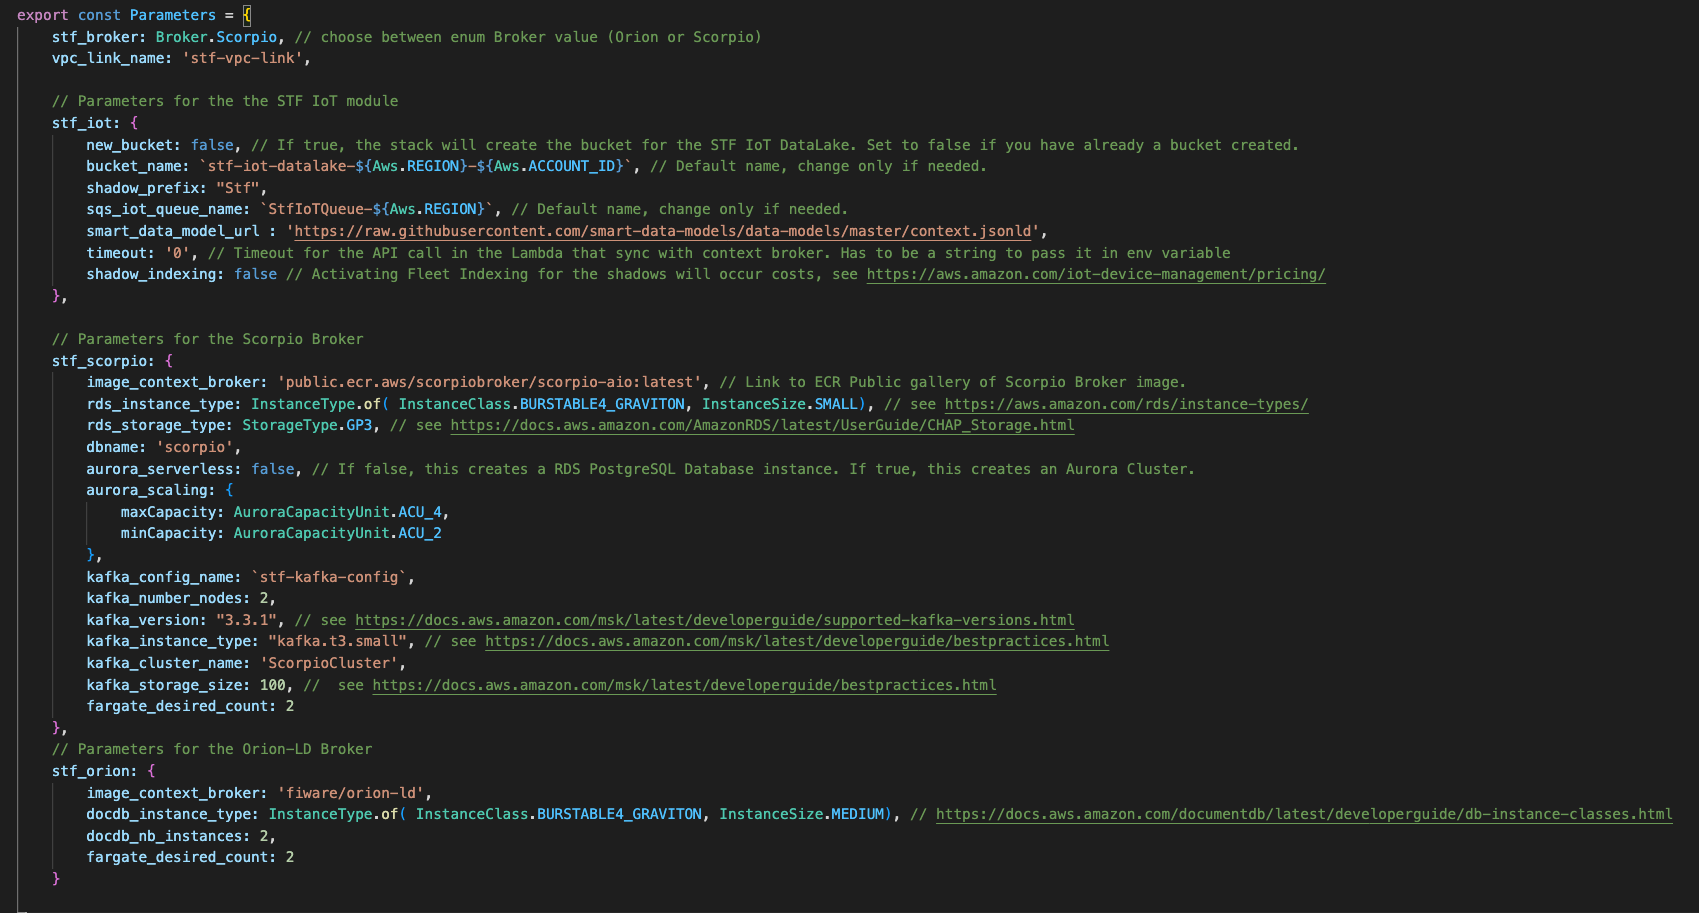 export const Parameters = {
    stf_broker: Broker.Scorpio, // choose between enum Broker value (Orion or Scorpio)
    vpc_link_name: 'stf-vpc-link',

    // Parameters for the the STF IoT module
    stf_iot: {
        new_bucket: false, // If true, the stack will create the bucket for the STF IoT DataLake. Set to false if you have already a bucket created.
        bucket_name: `stf-iot-datalake-${Aws.REGION}-${Aws.ACCOUNT_ID}`, // Default name, change only if needed.
        shadow_prefix: "Stf",
        sqs_iot_queue_name: `StfIoTQueue-${Aws.REGION}`, // Default name, change only if needed.
        smart_data_model_url : 'https://raw.githubusercontent.com/smart-data-models/data-models/master/context.jsonld',
        timeout: '0', // Timeout for the API call in the Lambda that sync with context broker. Has to be a string to pass it in env variable
        shadow_indexing: false // Activating Fleet Indexing for the shadows will occur costs, see https://aws.amazon.com/iot-device-management/pricing/
    },

    // Parameters for the Scorpio Broker
    stf_scorpio: {
        image_context_broker: 'public.ecr.aws/scorpiobroker/scorpio-aio:latest', // Link to ECR Public gallery of Scorpio Broker image.
        rds_instance_type: InstanceType.of( InstanceClass.BURSTABLE4_GRAVITON, InstanceSize.SMALL), // see https://aws.amazon.com/rds/instance-types/
        rds_storage_type: StorageType.GP3, // see https://docs.aws.amazon.com/AmazonRDS/latest/UserGuide/CHAP_Storage.html
        dbname: 'scorpio',
        aurora_serverless: false, // If false, this creates a RDS PostgreSQL Database instance. If true, this creates an Aurora Cluster.
        aurora_scaling: {
            maxCapacity: AuroraCapacityUnit.ACU_4,
            minCapacity: AuroraCapacityUnit.ACU_2
        },
        kafka_config_name: `stf-kafka-config`,
        kafka_number_nodes: 2,
        kafka_version: "3.3.1", // see https://docs.aws.amazon.com/msk/latest/developerguide/supported-kafka-versions.html
        kafka_instance_type: "kafka.t3.small", // see https://docs.aws.amazon.com/msk/latest/developerguide/bestpractices.html
        kafka_cluster_name: 'ScorpioCluster',
        kafka_storage_size: 100, //  see https://docs.aws.amazon.com/msk/latest/developerguide/bestpractices.html
        fargate_desired_count: 2
    },
    // Parameters for the Orion-LD Broker
    stf_orion: {
        image_context_broker: 'fiware/orion-ld',
        docdb_instance_type: InstanceType.of( InstanceClass.BURSTABLE4_GRAVITON, InstanceSize.MEDIUM), // https://docs.aws.amazon.com/documentdb/latest/developerguide/db-instance-classes.html
        docdb_nb_instances: 2,
        fargate_desired_count: 2
    }